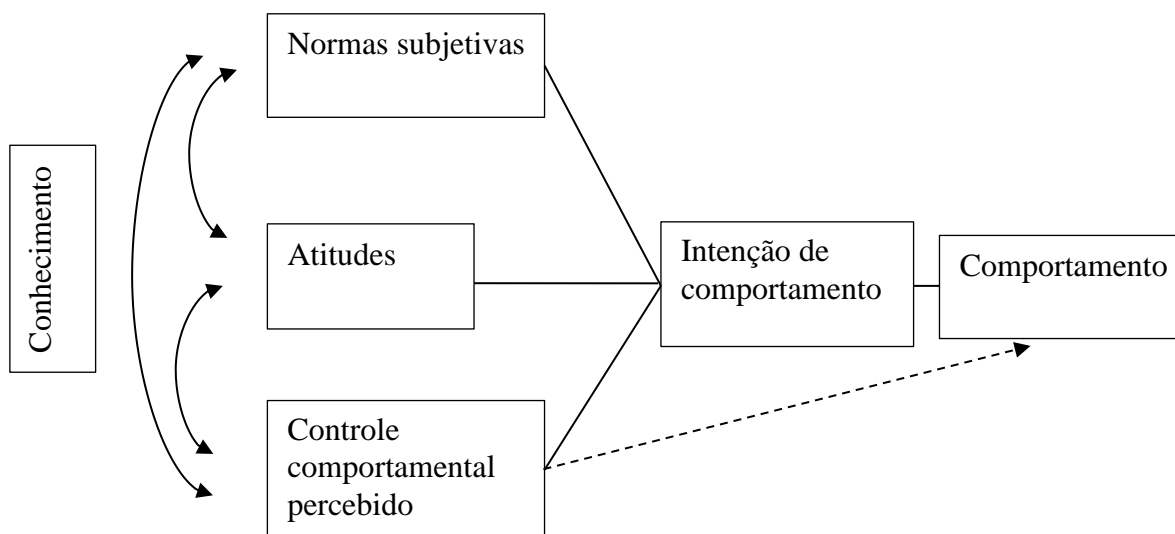 Normas subjetivas
Conhecimento
Atitudes
Intenção de
comportamento
Comportamento
Controle
comportamental
percebido